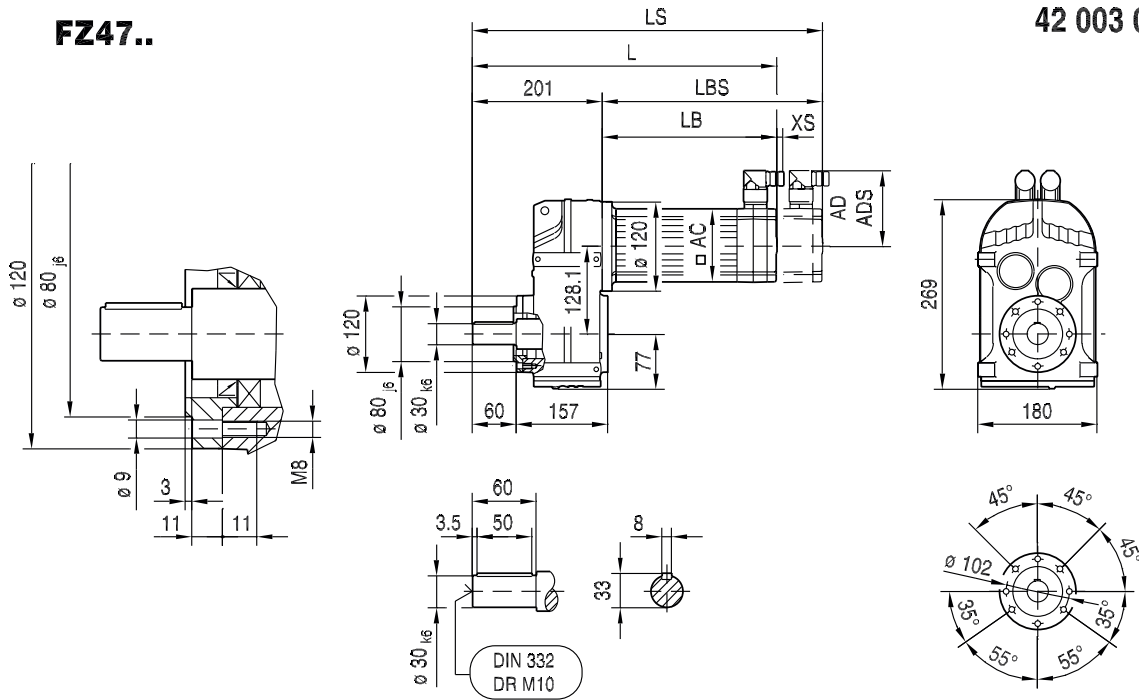 FZ47..
42 003 0
LS
L
201
LBS
LB
XS
AD
ADS
ø 120
□ AC
128.1
77
ø 120
ø 80 j6
ø 30 k6
60
157
269
180
ø 120
ø 80 j6
ø 9
3
11
11
M8
60
3.5
50
8
33
ø 30 k6
DIN 332
DR M10
45°
45°
45°
ø 102
35°
35°
55°
55°